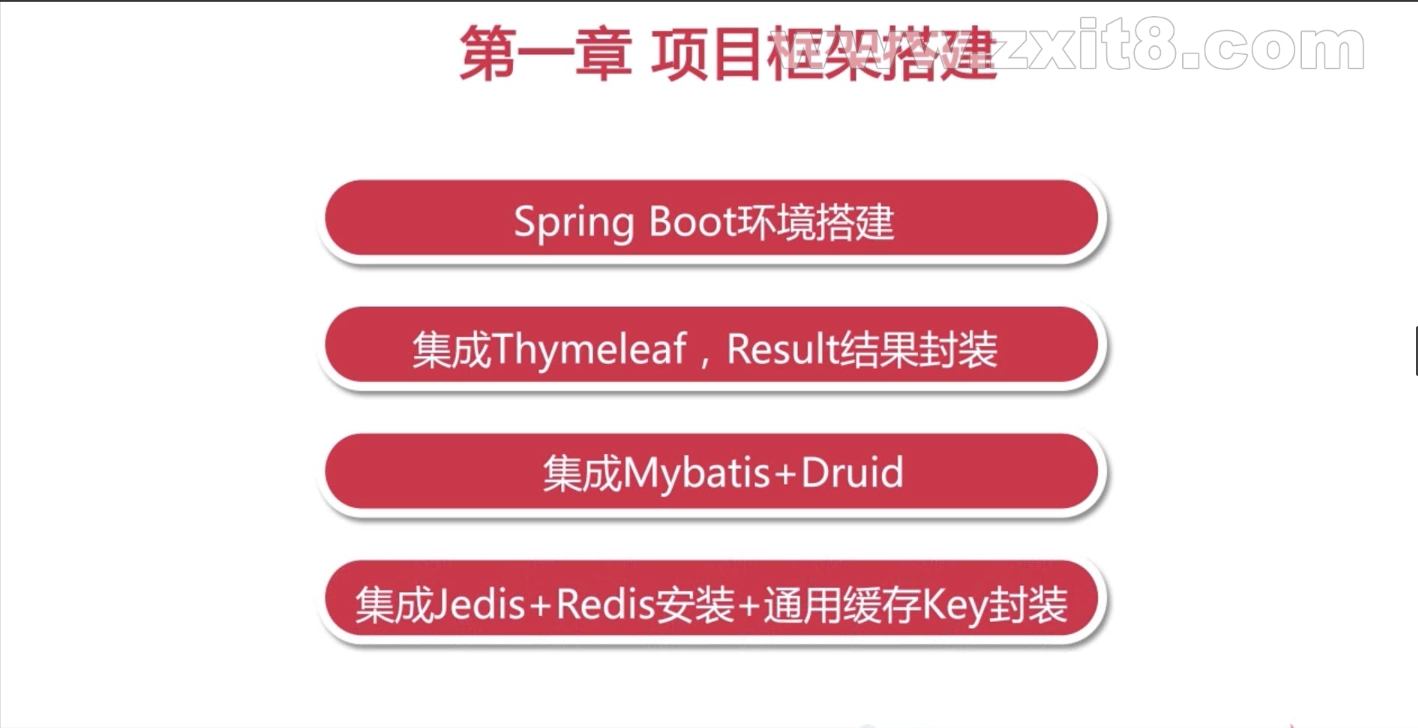 第一章 项目框架搭建
www.zxit8.com
Spring Boot环境搭建
集成Thymeleaf，Result结果封装
集成Mybatis+Druid
集成Jedis+Redis安装+通用缓存Key封装